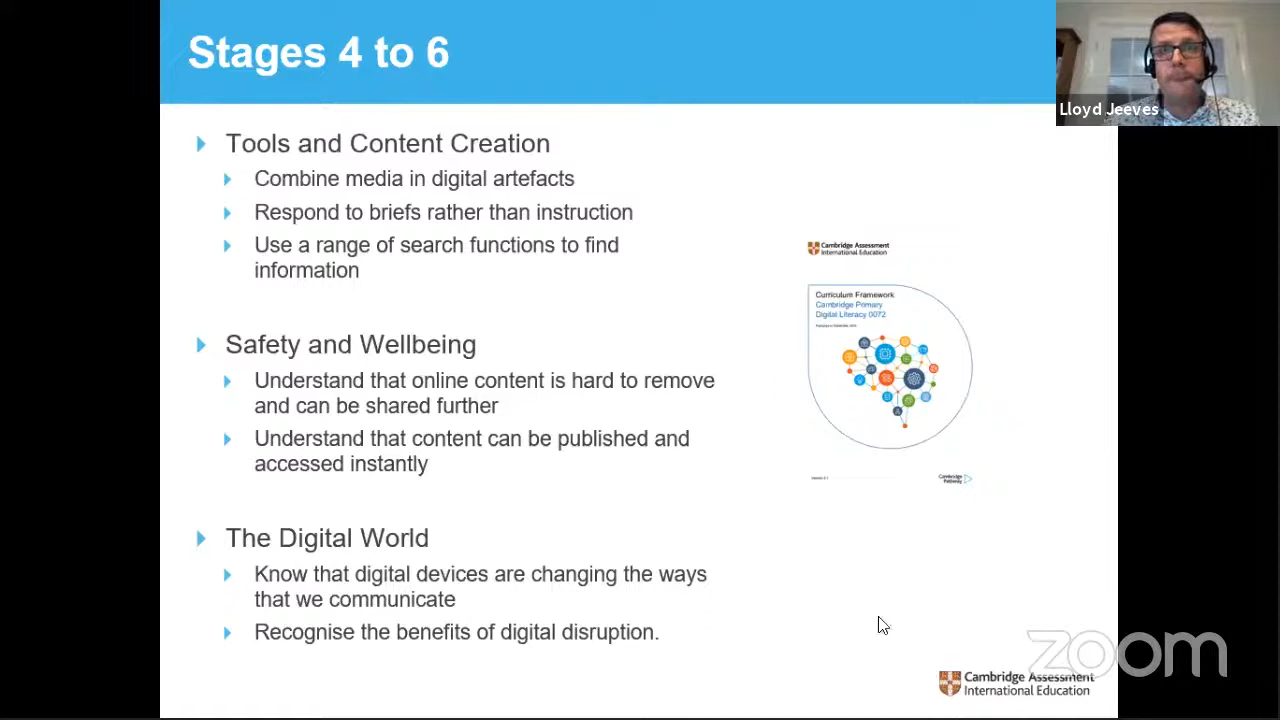 Stages 4 to 6
Lloyd Jeeves
Tools and Content Creation
Combine media in digital artefacts
Respond to briefs rather than instruction
Use a range of search functions to find
information
Safety and Wellbeing
Understand that online content is hard to remove
and can be shared further
Understand that content can be published and
accessed instantly
The Digital World
Know that digital devices are changing the ways
that we communicate
Recognise the benefits of digital disruption.
Cambridge Assessment
International Education
Curriculum Framework
Cambridge Primary
Digital Literacy 0072
Cambridge
Pathway
zoom
Cambridge Assessment
International Education